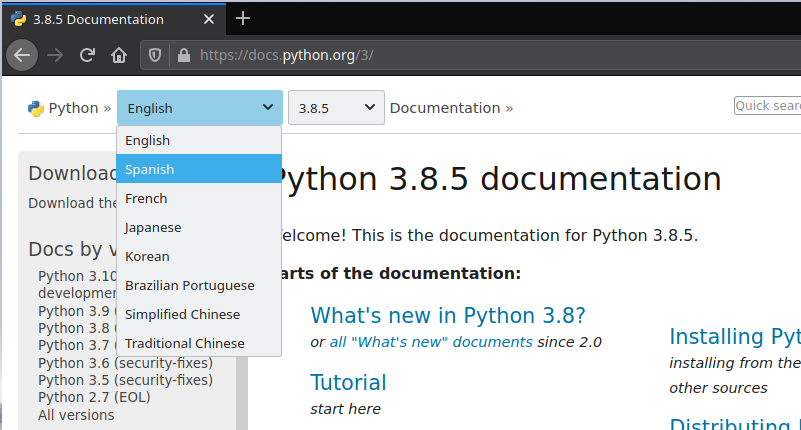 3.8.5 Documentation
https://docs.python.org/3/
Python » English 3.8.5 Documentation »
Quick sear
English
Spanish
French
Japanese
Korean
Brazilian Portuguese
Simplified Chinese
Traditional Chinese
Download
Download the
Docs by v
Python 3.10
developmen
Python 3.9 (
Python 3.8 (
Python 3.7 (
Python 3.6 (security-fixes)
Python 3.5 (security-fixes)
Python 2.7 (EOL)
All versions
Python 3.8.5 documentation
elcome! This is the documentation for Python 3.8.5.
arts of the documentation:
What's new in Python 3.8?
or all "What's new" documents since 2.0
Tutorial
start here
Installing Pyt
installing from the
other sources
Distributing